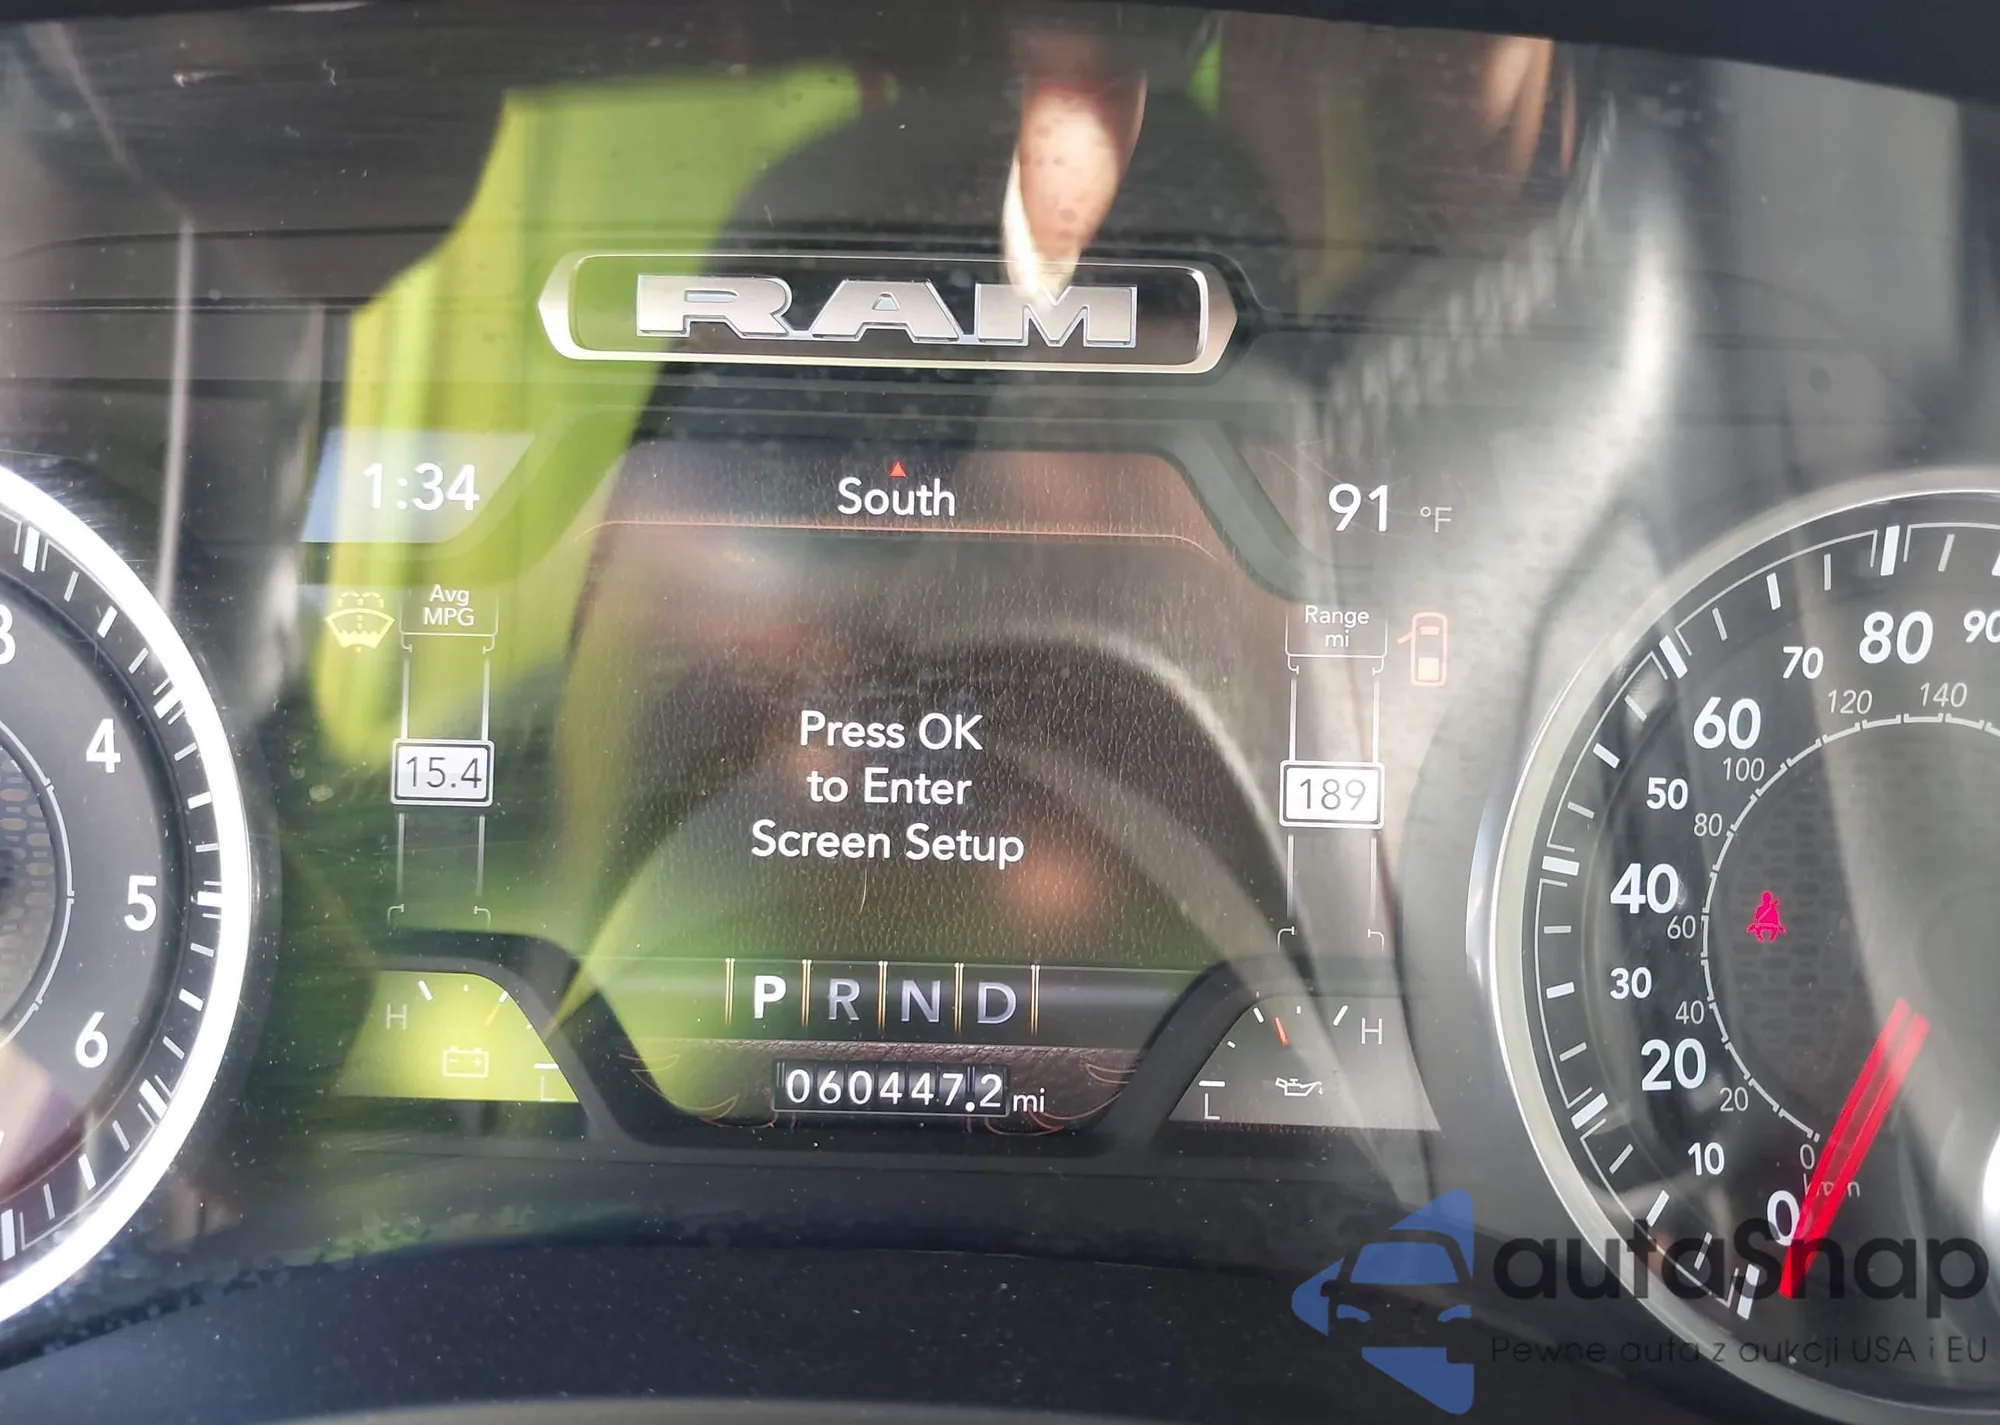 RAM
1:34
South
91 °F
Avg
MPG
Range
mi
15.4
189
Press OK
to Enter
Screen Setup
P R N D
H
L
H
L
060447.2 mi
4
5
6
0
10
20
30
40
50
60
70
80
90
0
20
40
60
80
100
120
140
autaSnap
Pewne auta z aukcji USA i EU